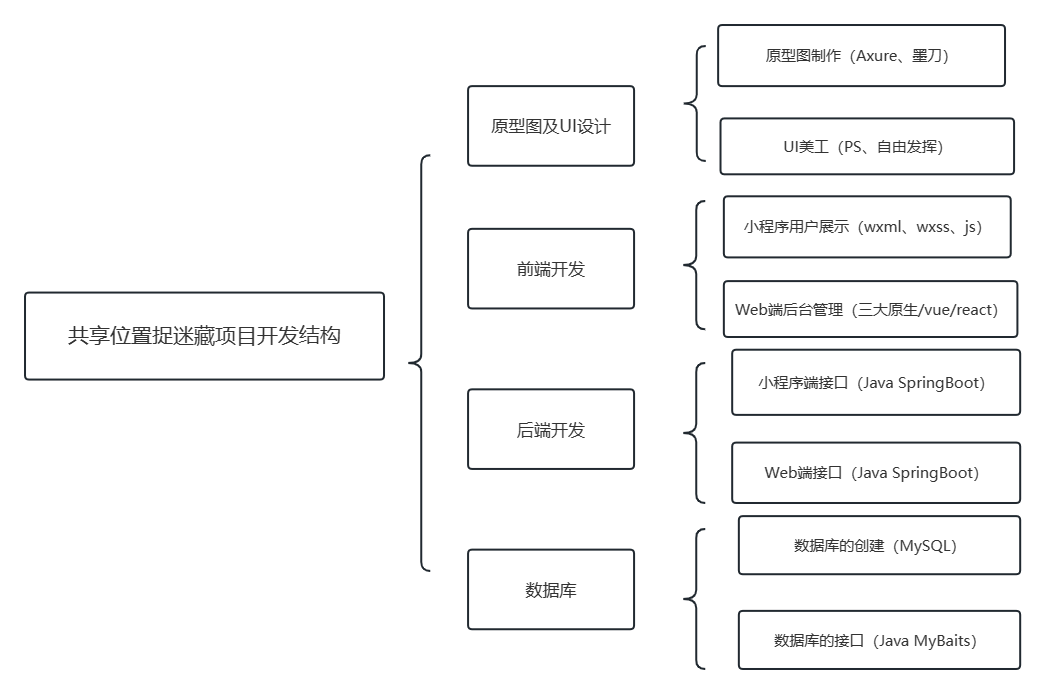 共享位置捉迷藏项目开发结构
原型图及UI设计
原型图制作（Axure、墨刀）
UI美工（PS、自由发挥）
前端开发
小程序用户展示（wxml、wxss、js）
Web端后台管理（三大原生/vue/react）
后端开发
小程序端接口（Java SpringBoot）
Web端接口（Java SpringBoot）
数据库
数据库的创建（MySQL）
数据库的接口（Java MyBaits）